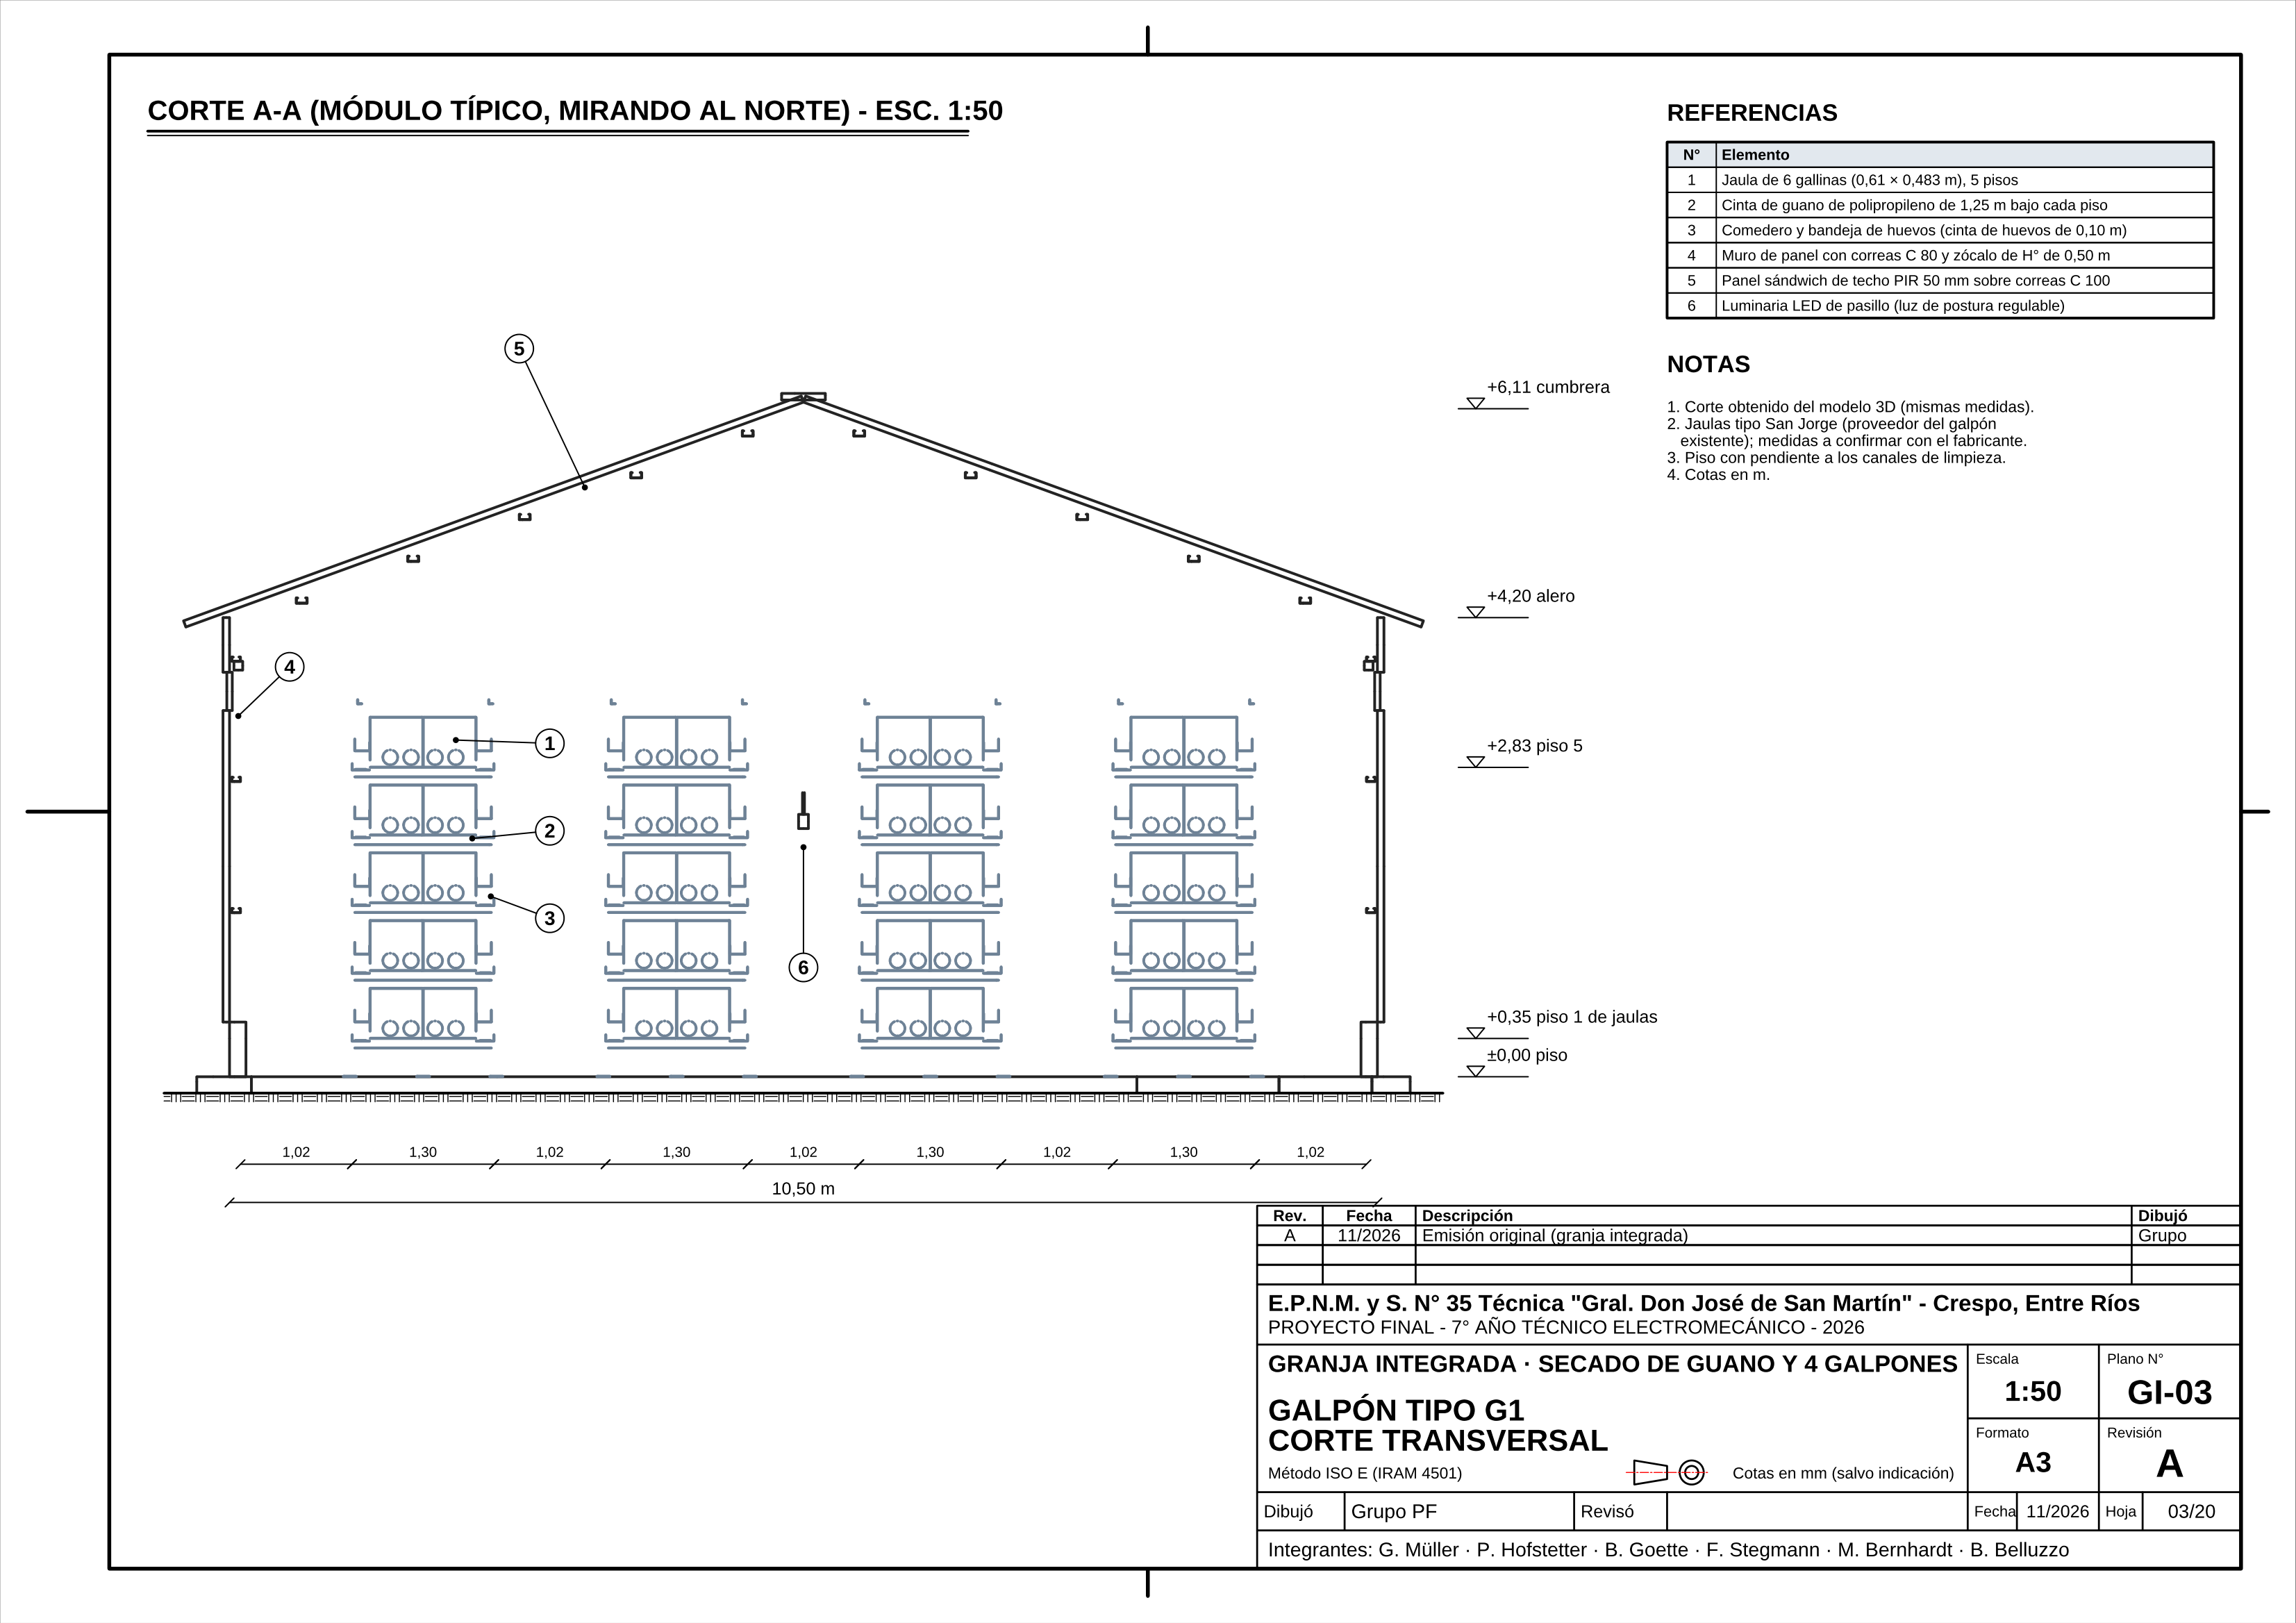 CORTE A-A (MÓDULO TÍPICO, MIRANDO AL NORTE) - ESC. 1:50
REFERENCIAS
N° Elemento
1 Jaula de 6 gallinas (0,61 × 0,483 m), 5 pisos
2 Cinta de guano de polipropileno de 1,25 m bajo cada piso
3 Comedero y bandeja de huevos (cinta de huevos de 0,10 m)
4 Muro de panel con correas C 80 y zócalo de H° de 0,50 m
5 Panel sándwich de techo PIR 50 mm sobre correas C 100
6 Luminaria LED de pasillo (luz de postura regulable)
NOTAS
1. Corte obtenido del modelo 3D (mismas medidas).
2. Jaulas tipo San Jorge (proveedor del galpón
existente); medidas a confirmar con el fabricante.
3. Piso con pendiente a los canales de limpieza.
4. Cotas en m.
5
+6,11 cumbrera
+4,20 alero
4
1
+2,83 piso 5
2
3
6
+0,35 piso 1 de jaulas
±0,00 piso
1,02 1,30 1,02 1,30 1,02 1,30 1,02 1,30 1,02
10,50 m
Rev. Fecha Descripción Dibujó
A 11/2026 Emisión original (granja integrada) Grupo
E.P.N.M. y S. N° 35 Técnica "Gral. Don José de San Martín" - Crespo, Entre Ríos
PROYECTO FINAL - 7° AÑO TÉCNICO ELECTROMECÁNICO - 2026
GRANJA INTEGRADA · SECADO DE GUANO Y 4 GALPONES
Escala
1:50
Plano N°
GI-03
GALPÓN TIPO G1
CORTE TRANSVERSAL
Formato
A3
Revisión
A
Método ISO E (IRAM 4501)
Cotas en mm (salvo indicación)
Dibujó Grupo PF Revisó
Fecha 11/2026 Hoja 03/20
Integrantes: G. Müller · P. Hofstetter · B. Goette · F. Stegmann · M. Bernhardt · B. Belluzzo